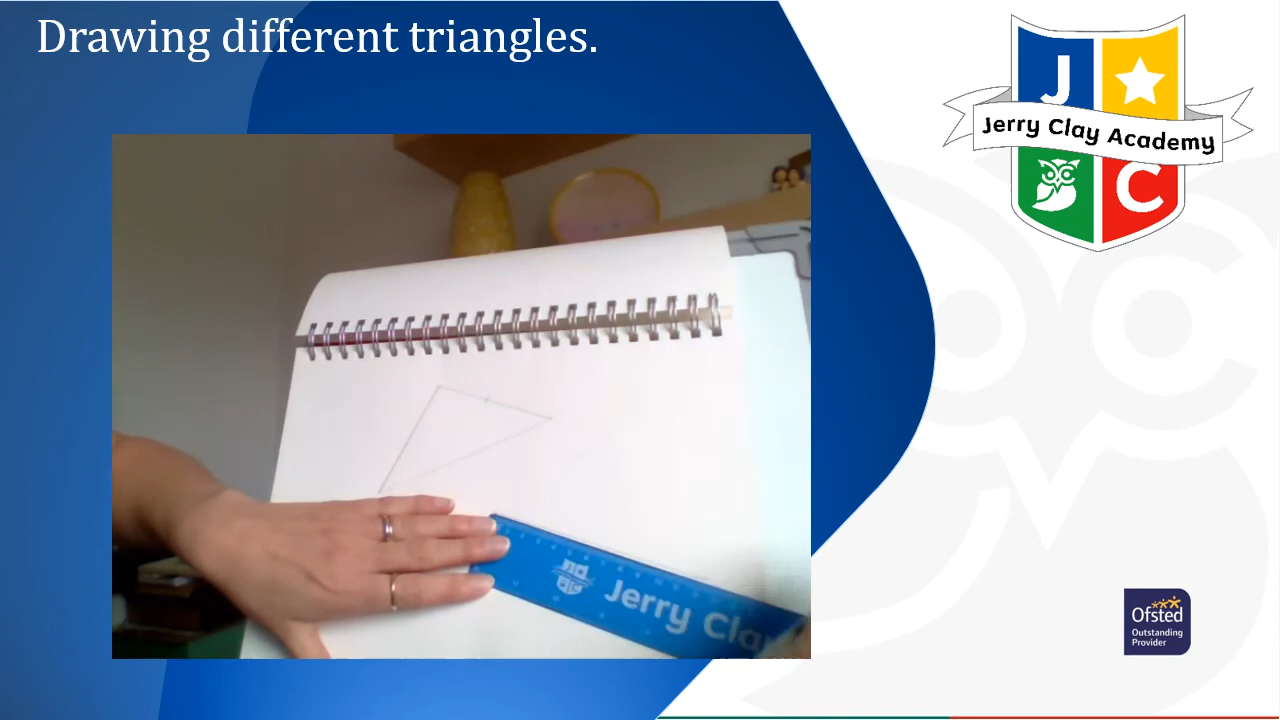 Drawing different triangles.
Jerry Clay Academy
J
C
Jerry Cla
Ofsted
Outstanding
Provider